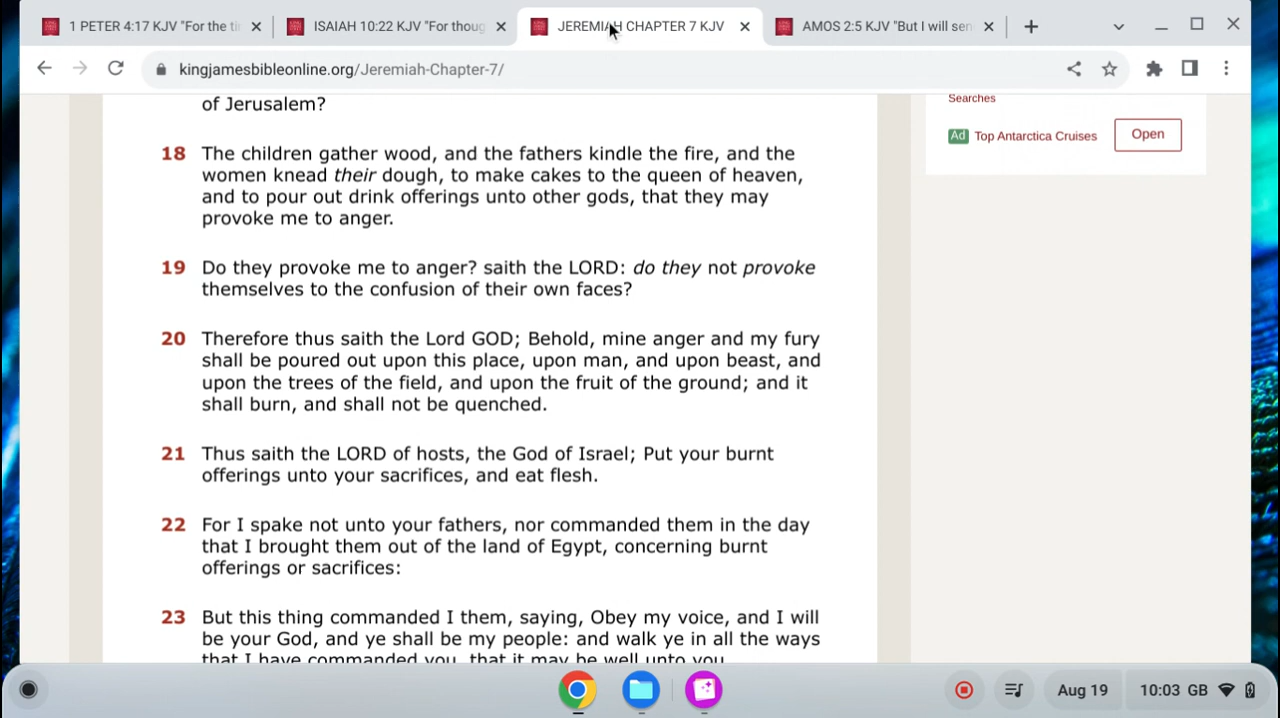 1 PETER 4:17 KJV "For the ti
ISAIAH 10:22 KJV "For thoug
JEREMIAH CHAPTER 7 KJV
AMOS 2:5 KJV "But I will sen
kingjamesbibleonline.org/Jeremiah-Chapter-7/
of Jerusalem?
18 The children gather wood, and the fathers kindle the fire, and the
women knead their dough, to make cakes to the queen of heaven,
and to pour out drink offerings unto other gods, that they may
provoke me to anger.
19 Do they provoke me to anger? saith the LORD: do they not provoke
themselves to the confusion of their own faces?
20 Therefore thus saith the Lord GOD; Behold, mine anger and my fury
shall be poured out upon this place, upon man, and upon beast, and
upon the trees of the field, and upon the fruit of the ground; and it
shall burn, and shall not be quenched.
21 Thus saith the LORD of hosts, the God of Israel; Put your burnt
offerings unto your sacrifices, and eat flesh.
22 For I spake not unto your fathers, nor commanded them in the day
that I brought them out of the land of Egypt, concerning burnt
offerings or sacrifices:
23 But this thing commanded I them, saying, Obey my voice, and I will
be your God, and ye shall be my people: and walk ye in all the ways
that I have commanded you, that it may be well unto you.
Searches
Ad Top Antarctica Cruises Open
Aug 19 10:03 GB